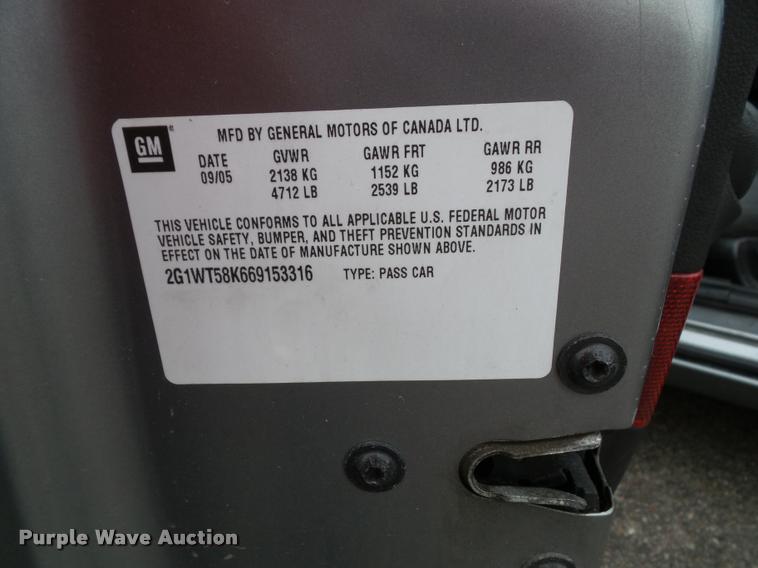 GM ® MFD BY GENERAL MOTORS OF CANADA LTD.
DATE GVWR GAWR FRT GAWR RR
09/05 2138 KG 1152 KG 986 KG
4712 LB 2539 LB 2173 LB
THIS VEHICLE CONFORMS TO ALL APPLICABLE U.S. FEDERAL MOTOR
VEHICLE SAFETY, BUMPER, AND THEFT PREVENTION STANDARDS IN
EFFECT ON THE DATE OF MANUFACTURE SHOWN ABOVE.
2G1WT58K669153316 TYPE: PASS CAR
Purple Wave Auction